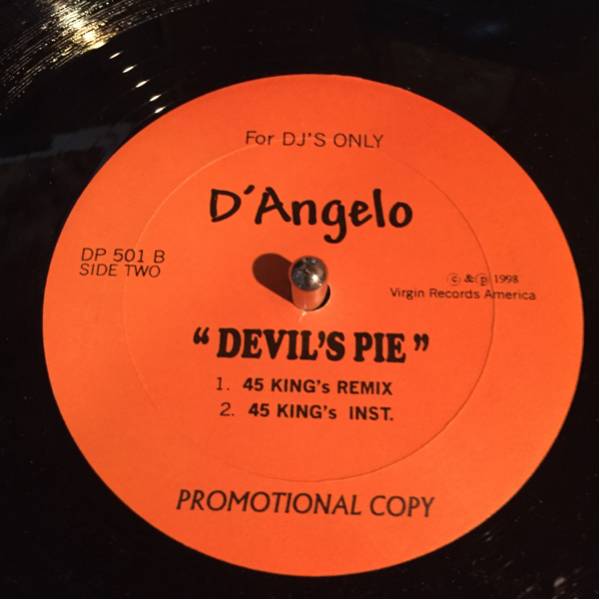 For DJ'S ONLY
D'Angelo
DP 501 B
SIDE TWO
© & ℗ 1998
Virgin Records America
“DEVIL'S PIE”
1. 45 KING's REMIX
2. 45 KING's INST.
PROMOTIONAL COPY